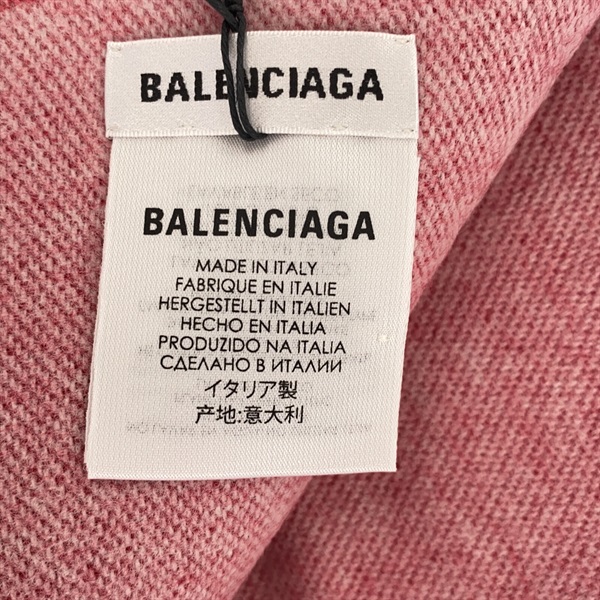 BALENCIAGA
BALENCIAGA
MADE IN ITALY
FABRIQUE EN ITALIE
HERGESTELLT IN ITALIEN
HECHO EN ITALIA
PRODUZIDO NA ITALIA
СДЕЛАНО В ИТАЛИИ
イタリア製
产地:意大利